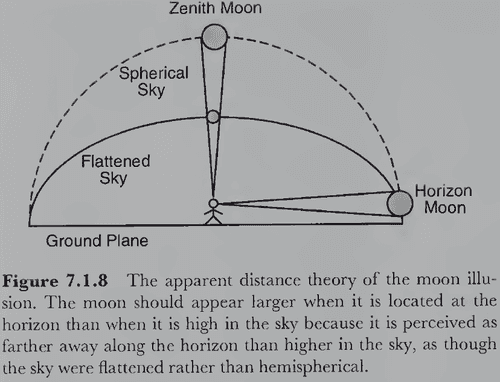 Zenith Moon
Spherical
Sky
Flattened
Sky
Horizon
Moon
Ground Plane
Figure 7.1.8 The apparent distance theory of the moon illu-
sion. The moon should appear larger when it is located at the
horizon than when it is high in the sky because it is perceived as
farther away along the horizon than higher in the sky, as though
the sky were flattened rather than hemispherical.